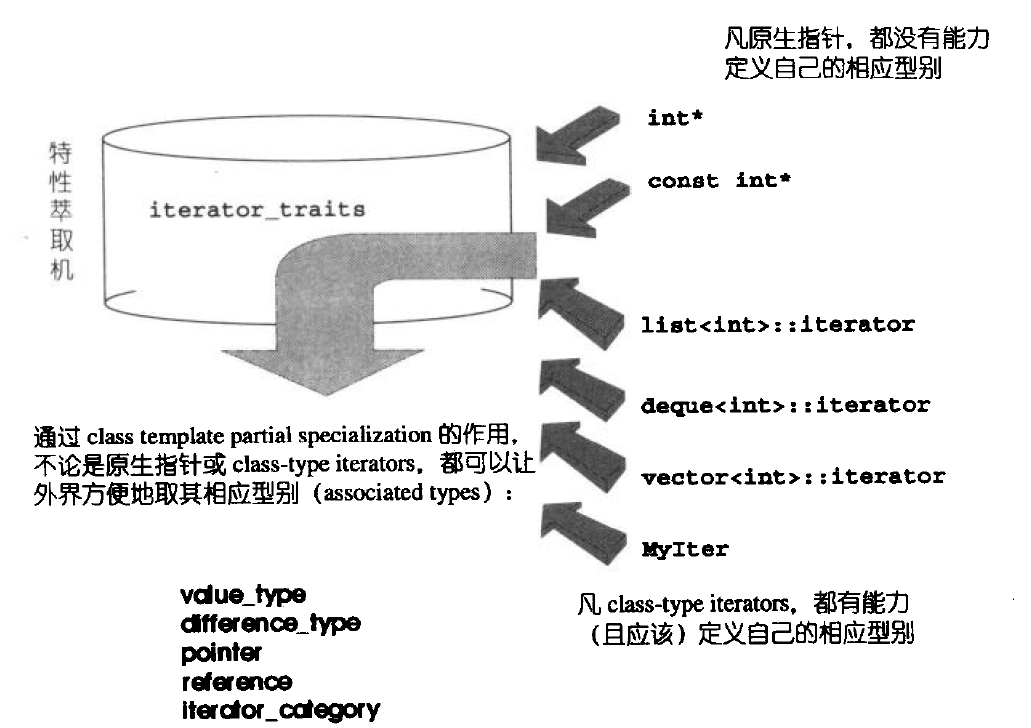 凡原生指针，都没有能力
定义自己的相应型别
int*
const int*
特性萃取机
iterator_traits
list<int>::iterator
deque<int>::iterator
vector<int>::iterator
MyIter
通过 class template partial specialization 的作用，
不论是原生指针或 class-type iterators，都可以让
外界方便地取其相应型别（associated types）：
value_type
difference_type
pointer
reference
iterator_category
凡 class-type iterators，都有能力
（且应该）定义自己的相应型别